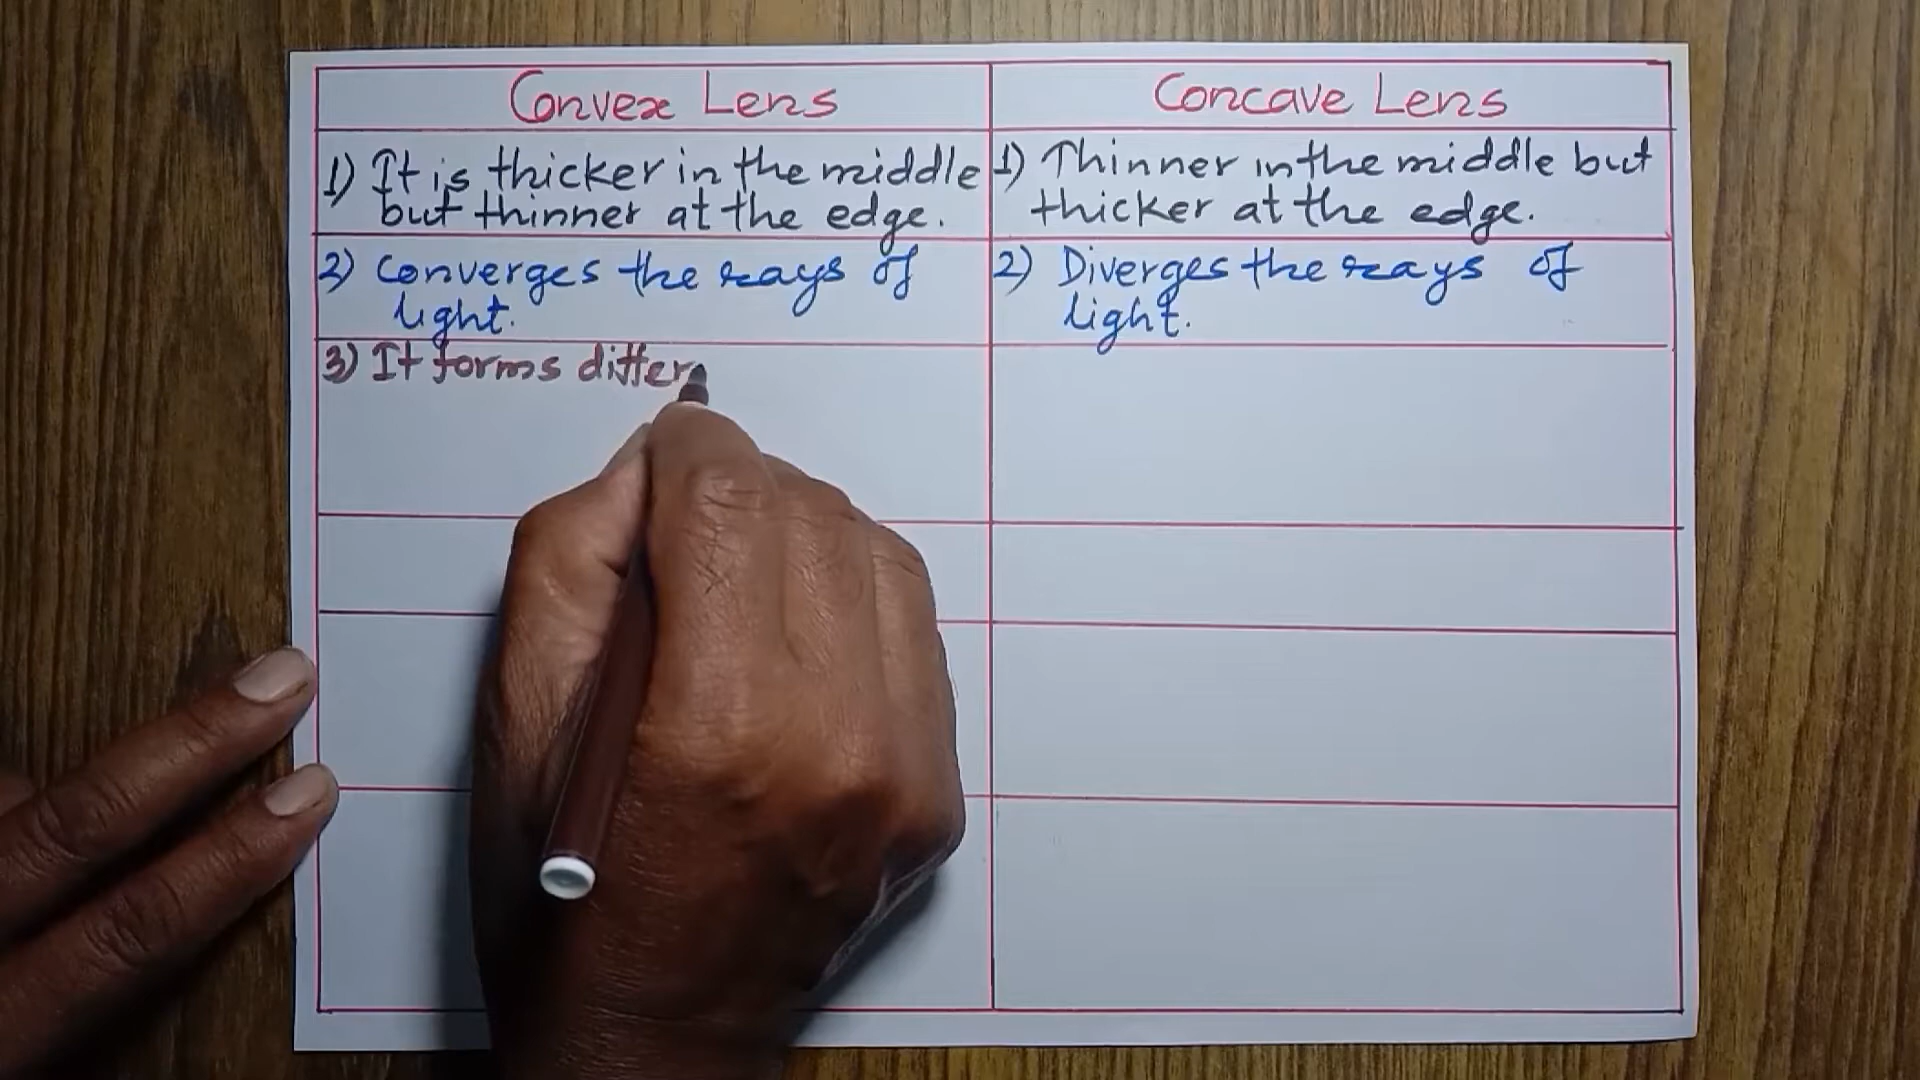 Convex Lens
Concave Lens
1) It is thicker in the middle
but thinner at the edge.
1) Thinner in the middle but
thicker at the edge.
2) Converges the rays of
light.
2) Diverges the rays of
light.
3) It forms differ